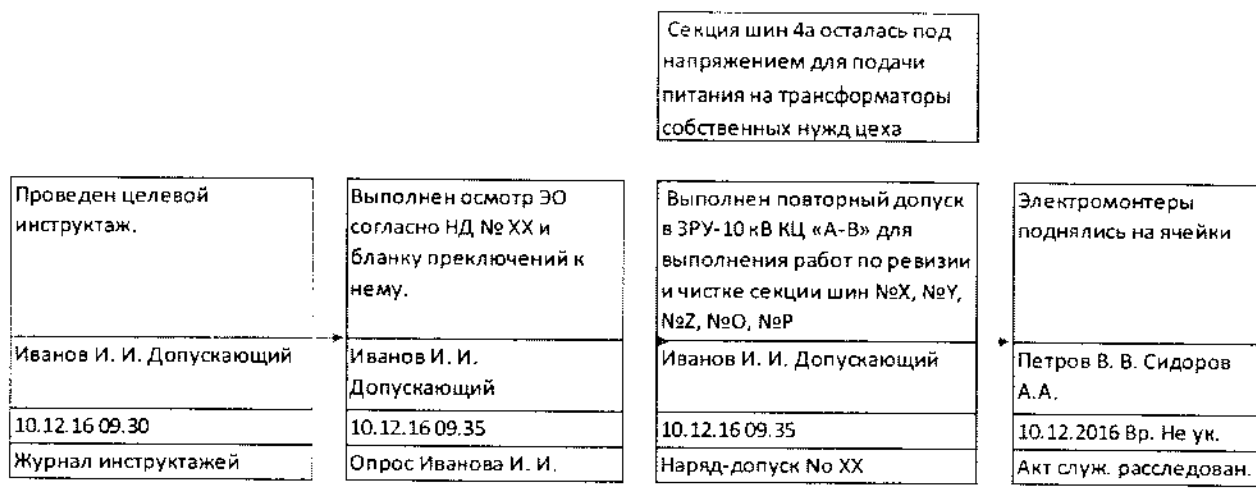 Секция шин 4а осталась под
напряжением для подачи
питания на трансформаторы
собственных нужд цеха
Проведен целевой
инструктаж.
Иванов И. И. Допускающий
10.12.16 09.30
Журнал инструктажей
Выполнен осмотр ЭО
согласно НД № XX и
бланку преключений к
нему.
Иванов И. И.
Допускающий
10.12.16 09.35
Опрос Иванова И. И.
Выполнен повторный допуск
в ЗРУ-10 кВ КЦ «А-В» для
выполнения работ по ревизии
и чистке секции шин №X, №Y,
№Z, №O, №P
Иванов И. И. Допускающий
10.12.16 09.35
Наряд-допуск No XX
Электромонтеры
поднялись на ячейки
Петров В. В. Сидоров
А.А.
10.12.2016 Вр. Не ук.
Акт служ. расследован.